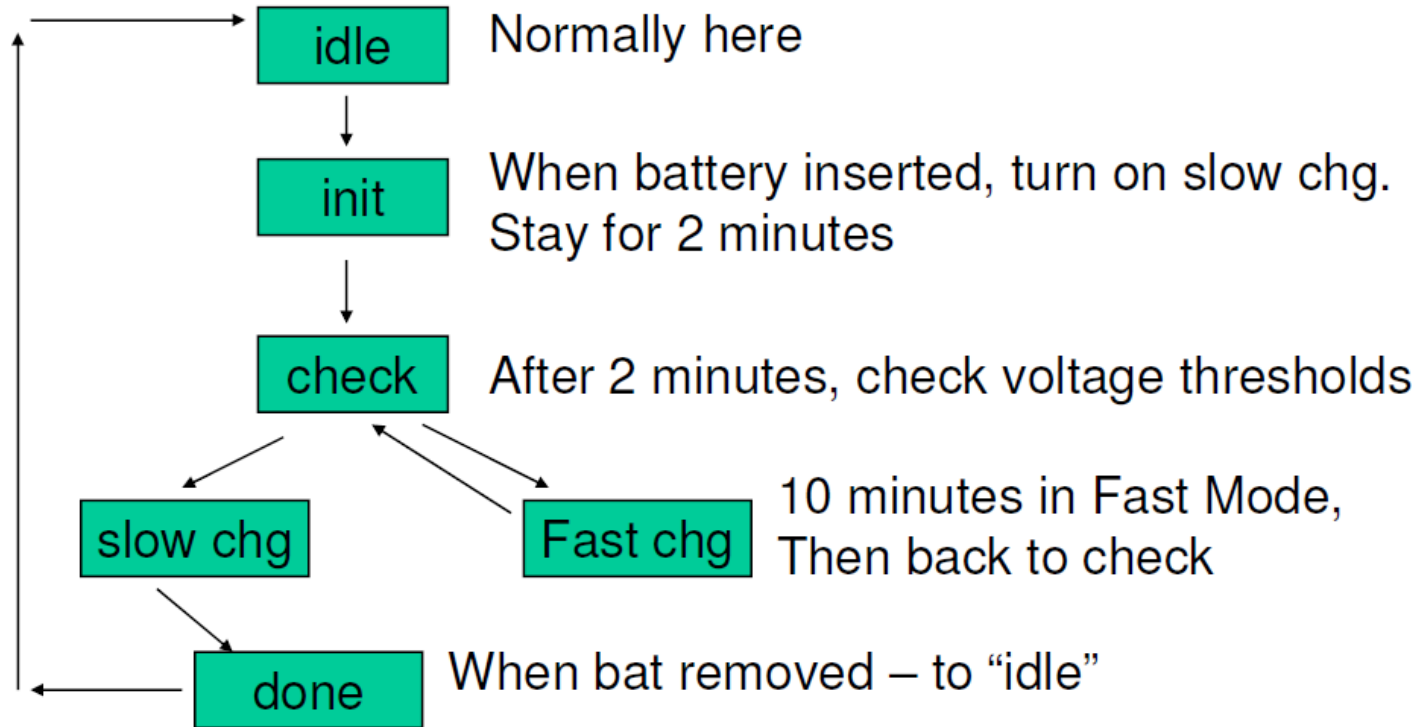 idle
Normally here
init
When battery inserted, turn on slow chg.
Stay for 2 minutes
check
After 2 minutes, check voltage thresholds
slow chg
Fast chg
10 minutes in Fast Mode,
Then back to check
done
When bat removed – to “idle”